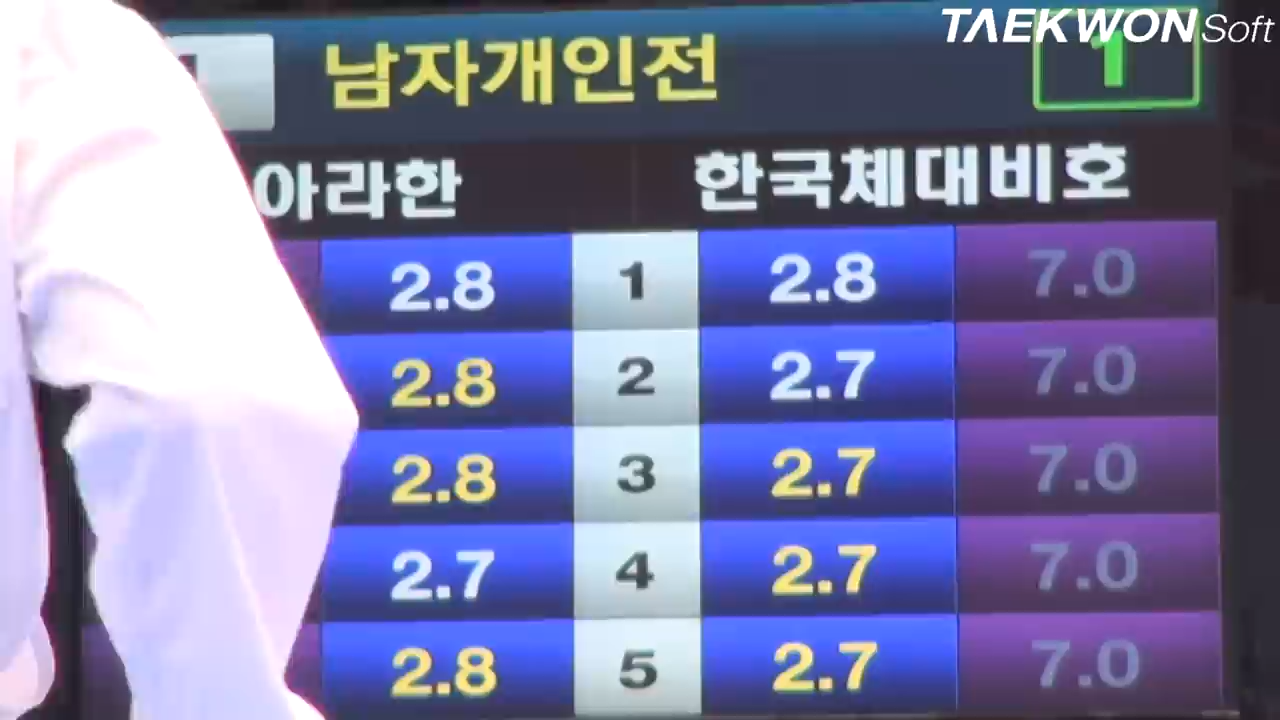 TAEKWONSoft
남자개인전 1
아라한 한국체대비호
2.8 1 2.8 7.0
2.8 2 2.7 7.0
2.8 3 2.7 7.0
2.7 4 2.7 7.0
2.8 5 2.7 7.0